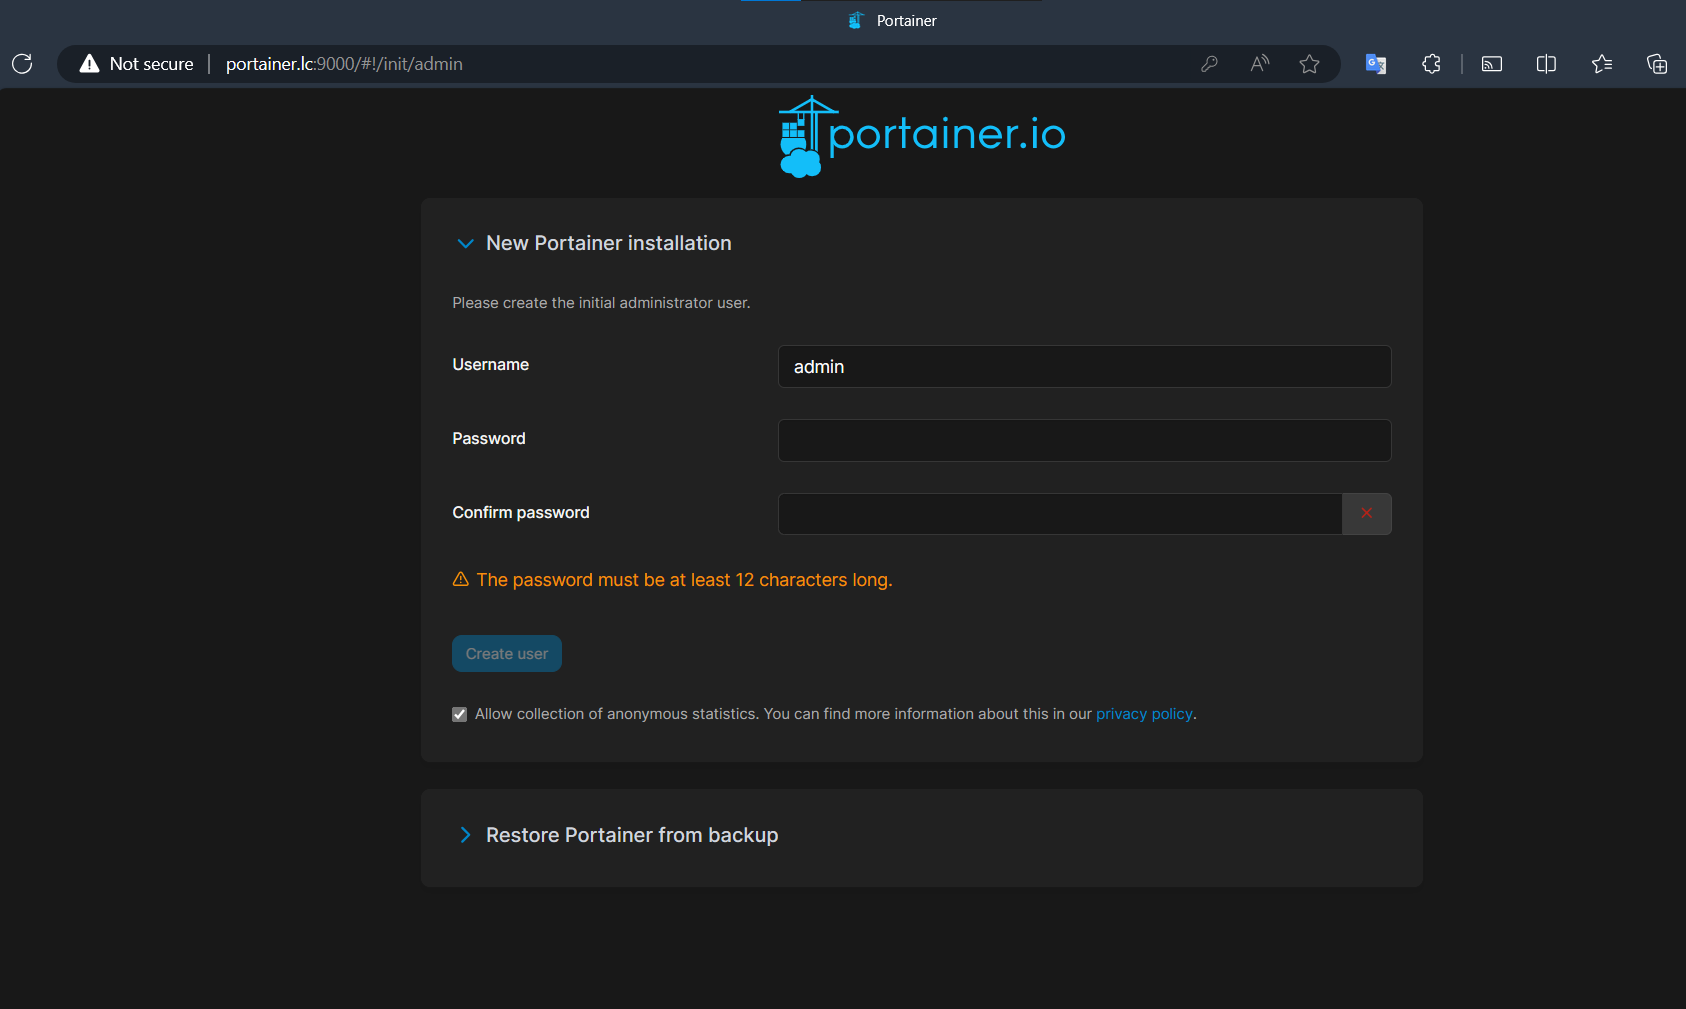 Portainer
Not secure portainer.lc:9000/#!/init/admin
portainer.io
New Portainer installation
Please create the initial administrator user.
Username
admin
Password
Confirm password
The password must be at least 12 characters long.
Create user
Allow collection of anonymous statistics. You can find more information about this in our privacy policy.
Restore Portainer from backup